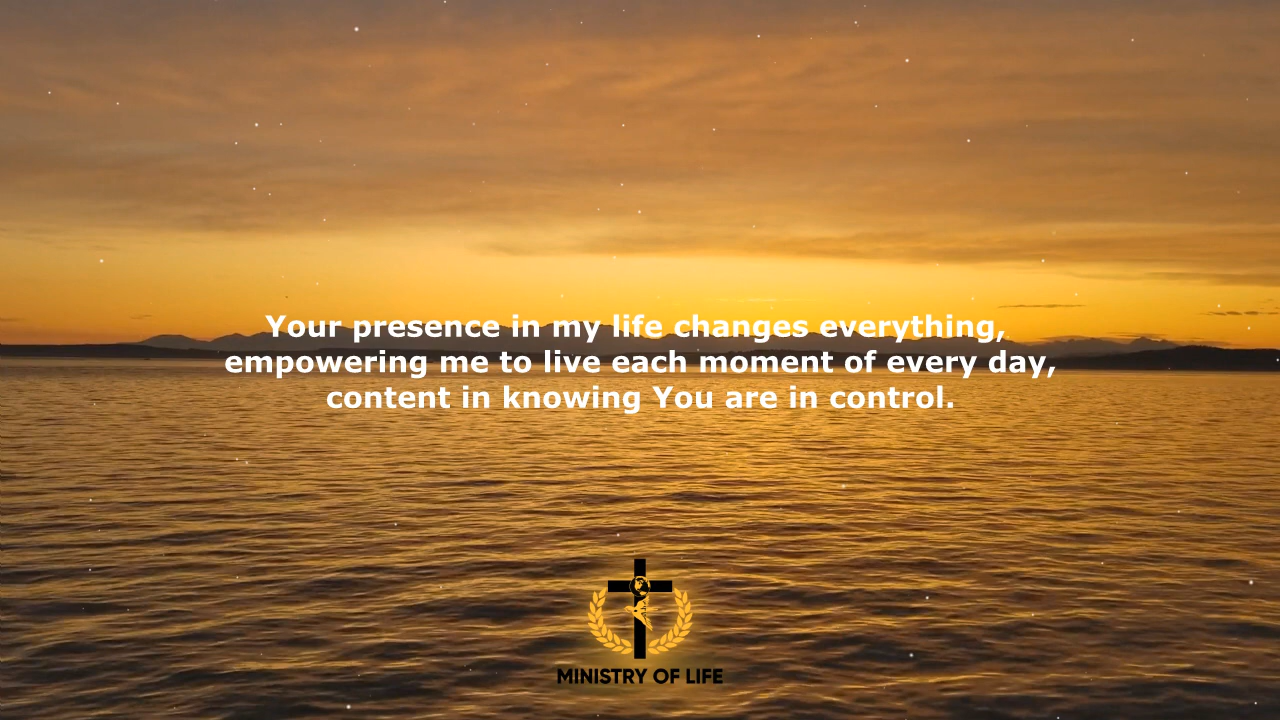 Your presence in my life changes everything,
empowering me to live each moment of every day,
content in knowing You are in control.
MINISTRY OF LIFE